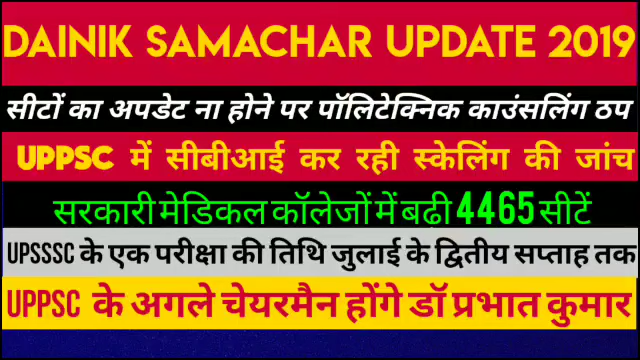 DAINIK SAMACHAR UPDATE 2019
सीटों का अपडेट ना होने पर पॉलिटेक्निक काउंसलिंग ठप
UPPSC में सीबीआई कर रही स्केलिंग की जांच
सरकारी मेडिकल कॉलेजों में बढ़ी 4465 सीटें
UPSSSC के एक परीक्षा की तिथि जुलाई के द्वितीय सप्ताह तक
UPPSC के अगले चेयरमैन होंगे डॉ प्रभात कुमार